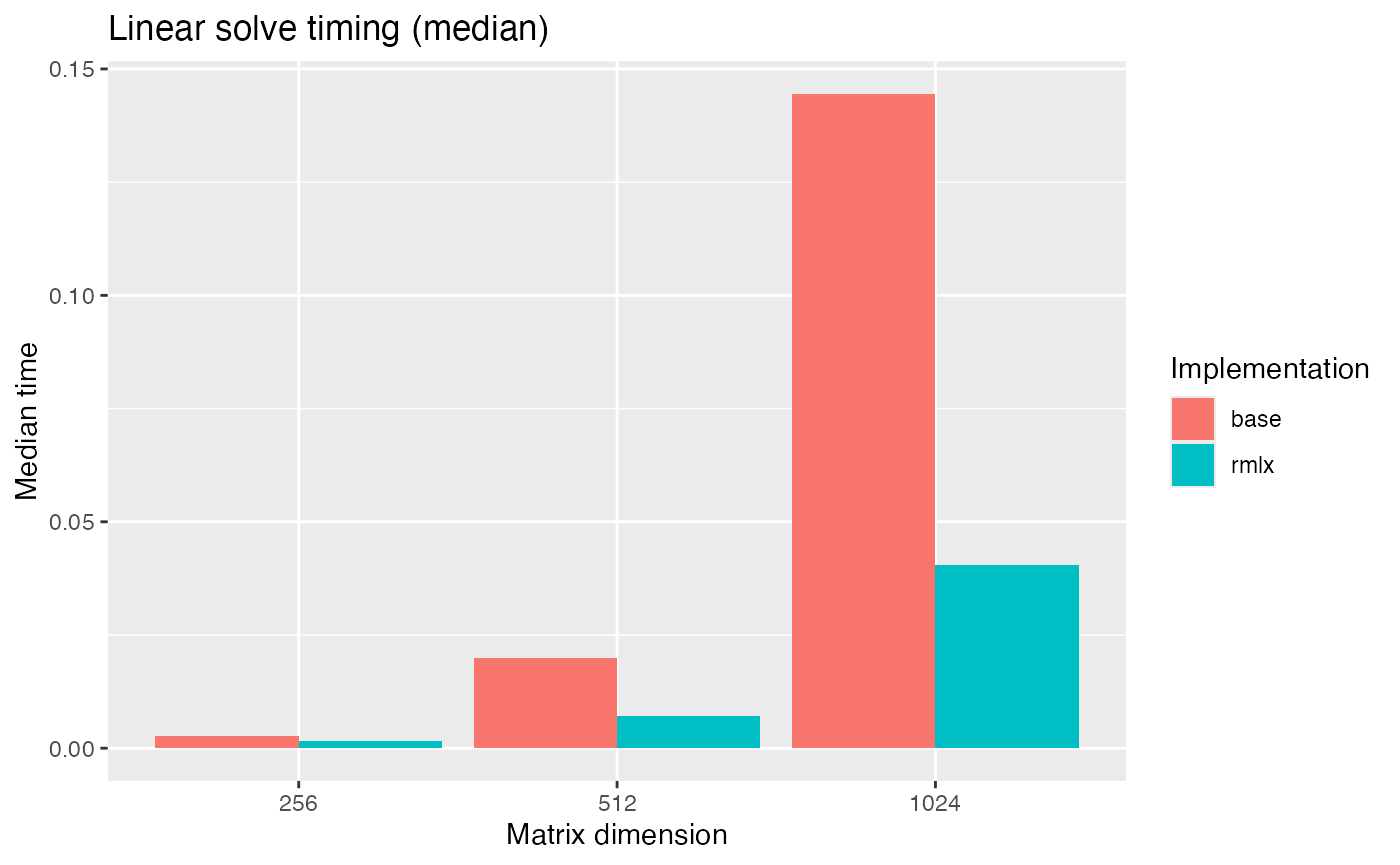 Linear solve timing (median)
0.15
0.10
0.05
0.00
Median time
256 512 1024
Matrix dimension
Implementation
base
rmlx